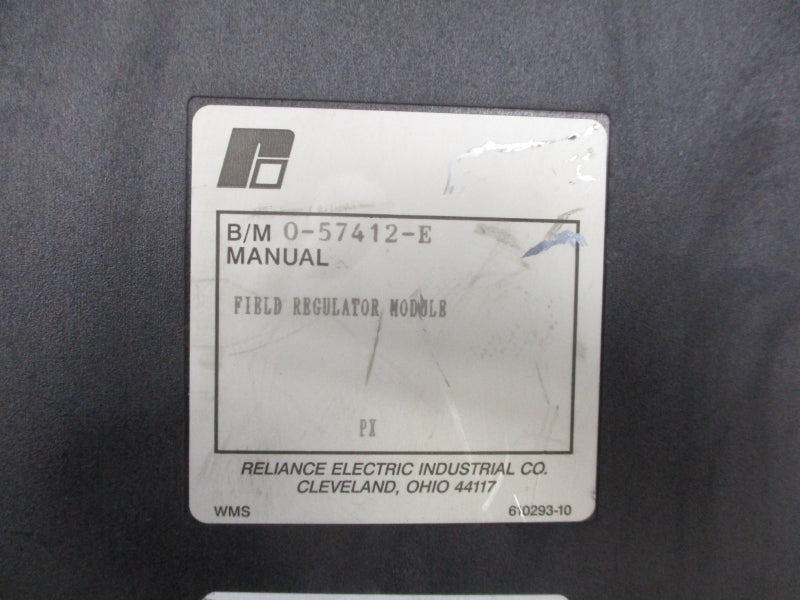 B/M 0-57412-E
MANUAL
FIELD REGULATOR MODULE
PX
RELIANCE ELECTRIC INDUSTRIAL CO.
CLEVELAND, OHIO 44117
WMS 610293-10